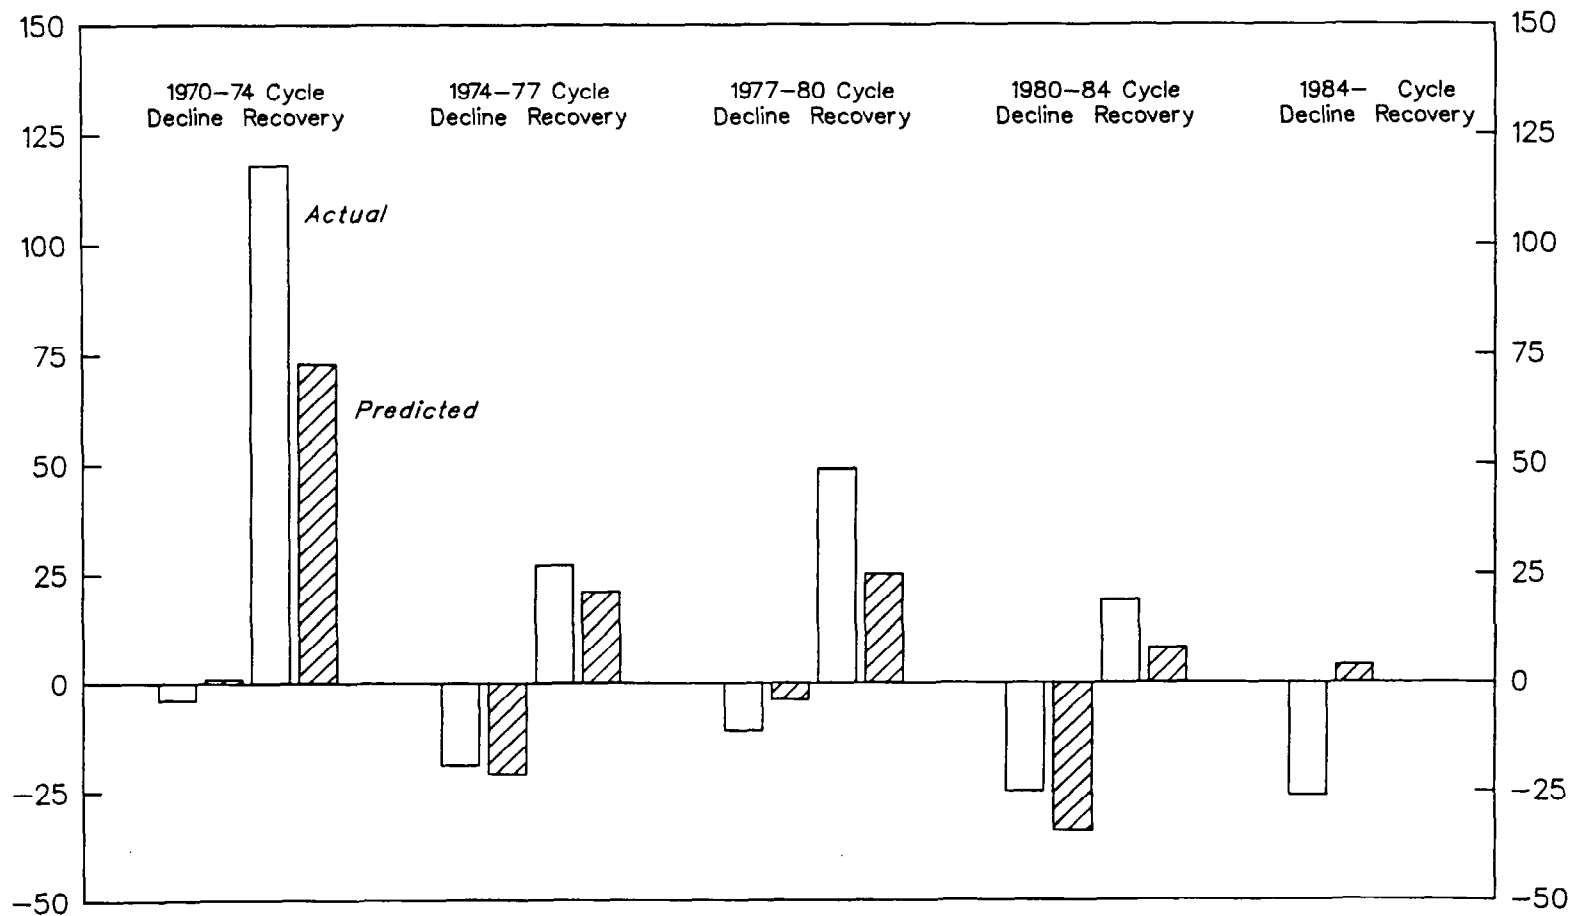 150
150
1970–74 Cycle
Decline Recovery
1974–77 Cycle
Decline Recovery
1977–80 Cycle
Decline Recovery
1980–84 Cycle
Decline Recovery
1984– Cycle
Decline Recovery
125
125
Actual
100
100
75
75
Predicted
50
50
25
25
0
0
−25
−25
−50
−50